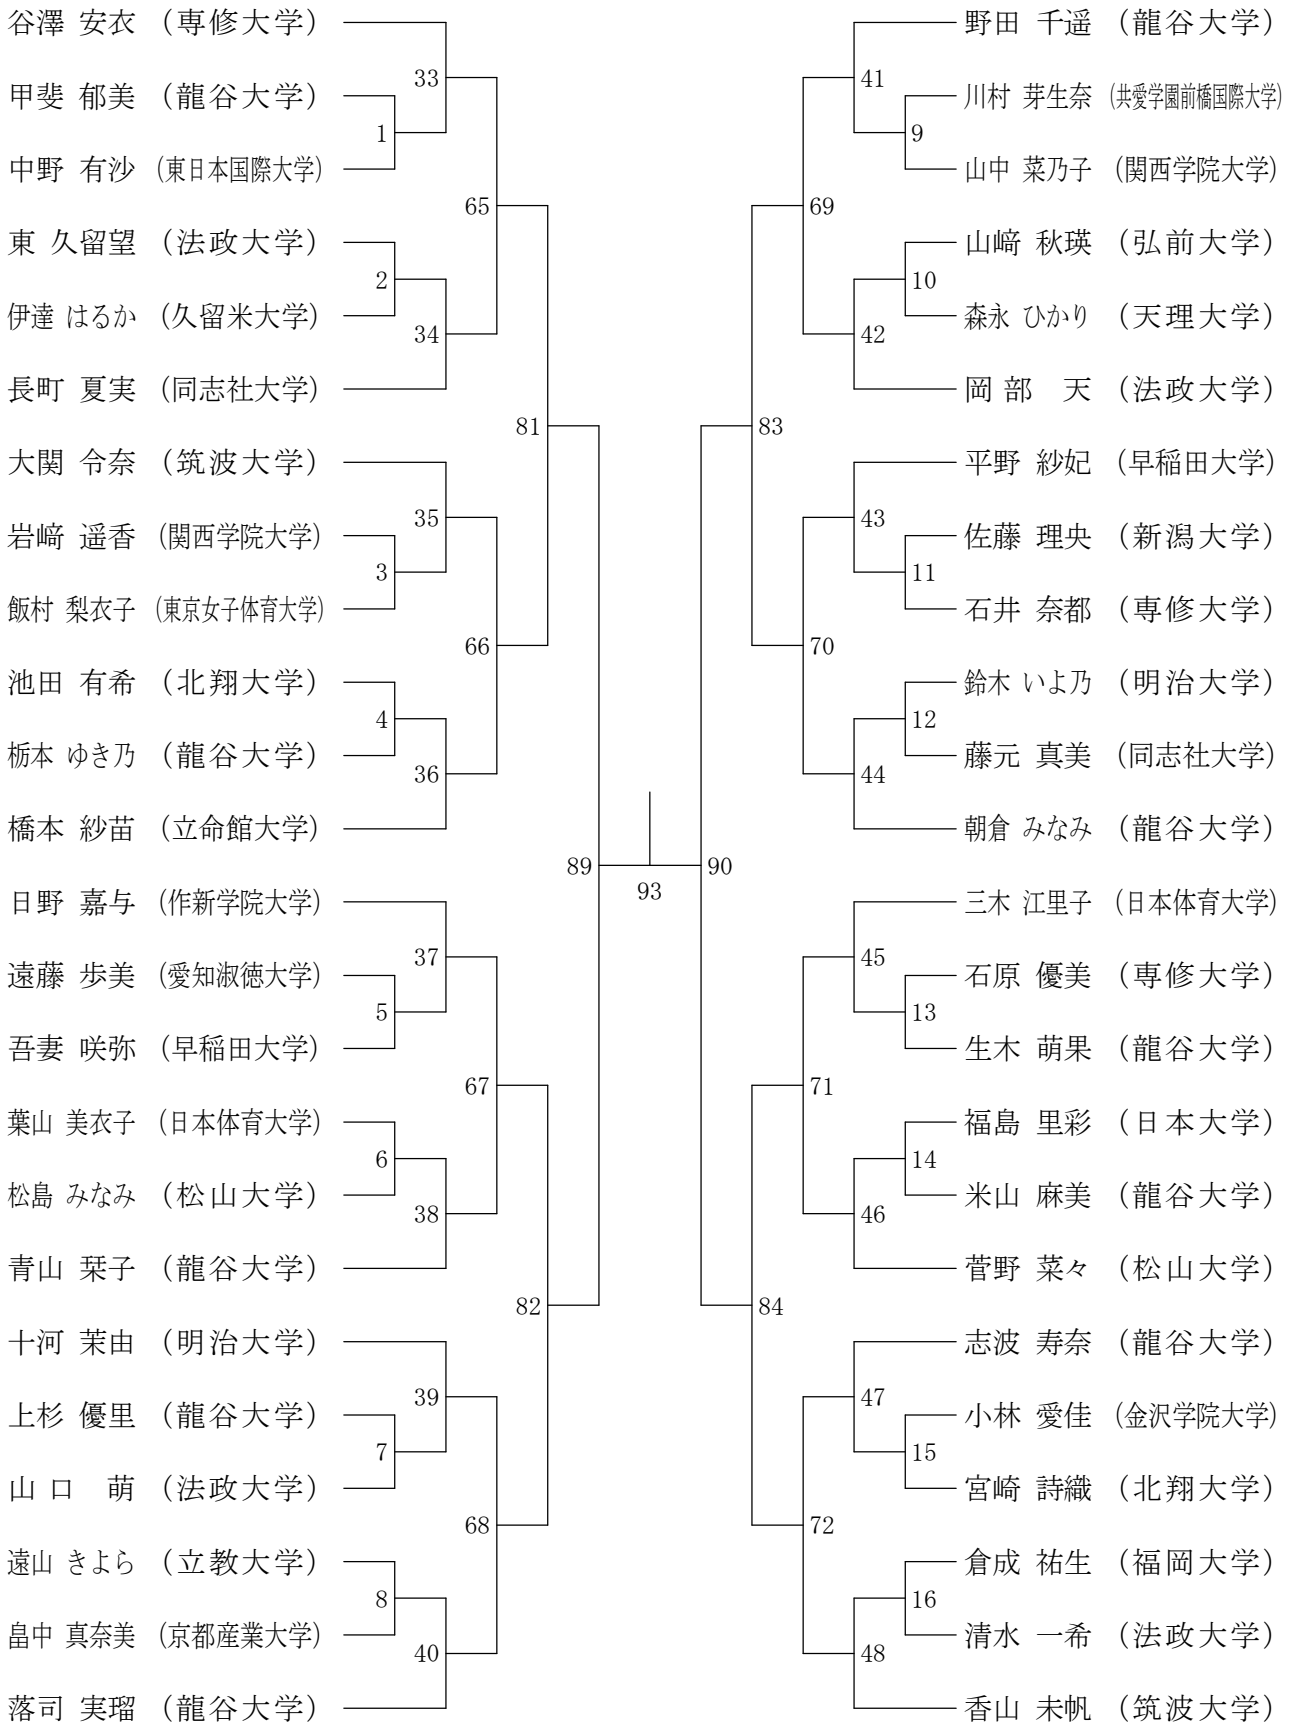 谷澤 安衣 (専修大学)
33
甲斐 郁美 (龍谷大学)
1
中野 有沙 (東日本国際大学)
65
東 久留望 (法政大学)
2
伊達 はるか (久留米大学)
34
長町 夏実 (同志社大学)
81
大関 令奈 (筑波大学)
35
岩﨑 遥香 (関西学院大学)
3
飯村 梨衣子 (東京女子体育大学)
66
池田 有希 (北翔大学)
4
栃本 ゆき乃 (龍谷大学)
36
橋本 紗苗 (立命館大学)
89
日野 嘉与 (作新学院大学)
37
遠藤 歩美 (愛知淑徳大学)
5
吾妻 咲弥 (早稲田大学)
67
葉山 美衣子 (日本体育大学)
6
松島 みなみ (松山大学)
38
青山 栞子 (龍谷大学)
82
十河 茉由 (明治大学)
39
上杉 優里 (龍谷大学)
7
山口 萌 (法政大学)
68
遠山 きよら (立教大学)
8
畠中 真奈美 (京都産業大学)
40
落司 実瑠 (龍谷大学)
93
野田 千遥 (龍谷大学)
41
川村 芽生奈 (共愛学園前橋国際大学)
9
山中 菜乃子 (関西学院大学)
69
山﨑 秋瑛 (弘前大学)
10
森永 ひかり (天理大学)
42
岡部 天 (法政大学)
83
平野 紗妃 (早稲田大学)
43
佐藤 理央 (新潟大学)
11
石井 奈都 (専修大学)
70
鈴木 いよ乃 (明治大学)
12
藤元 真美 (同志社大学)
44
朝倉 みなみ (龍谷大学)
90
三木 江里子 (日本体育大学)
45
石原 優美 (専修大学)
13
生木 萌果 (龍谷大学)
71
福島 里彩 (日本大学)
14
米山 麻美 (龍谷大学)
46
菅野 菜々 (松山大学)
84
志波 寿奈 (龍谷大学)
47
小林 愛佳 (金沢学院大学)
15
宮崎 詩織 (北翔大学)
72
倉成 祐生 (福岡大学)
16
清水 一希 (法政大学)
48
香山 未帆 (筑波大学)